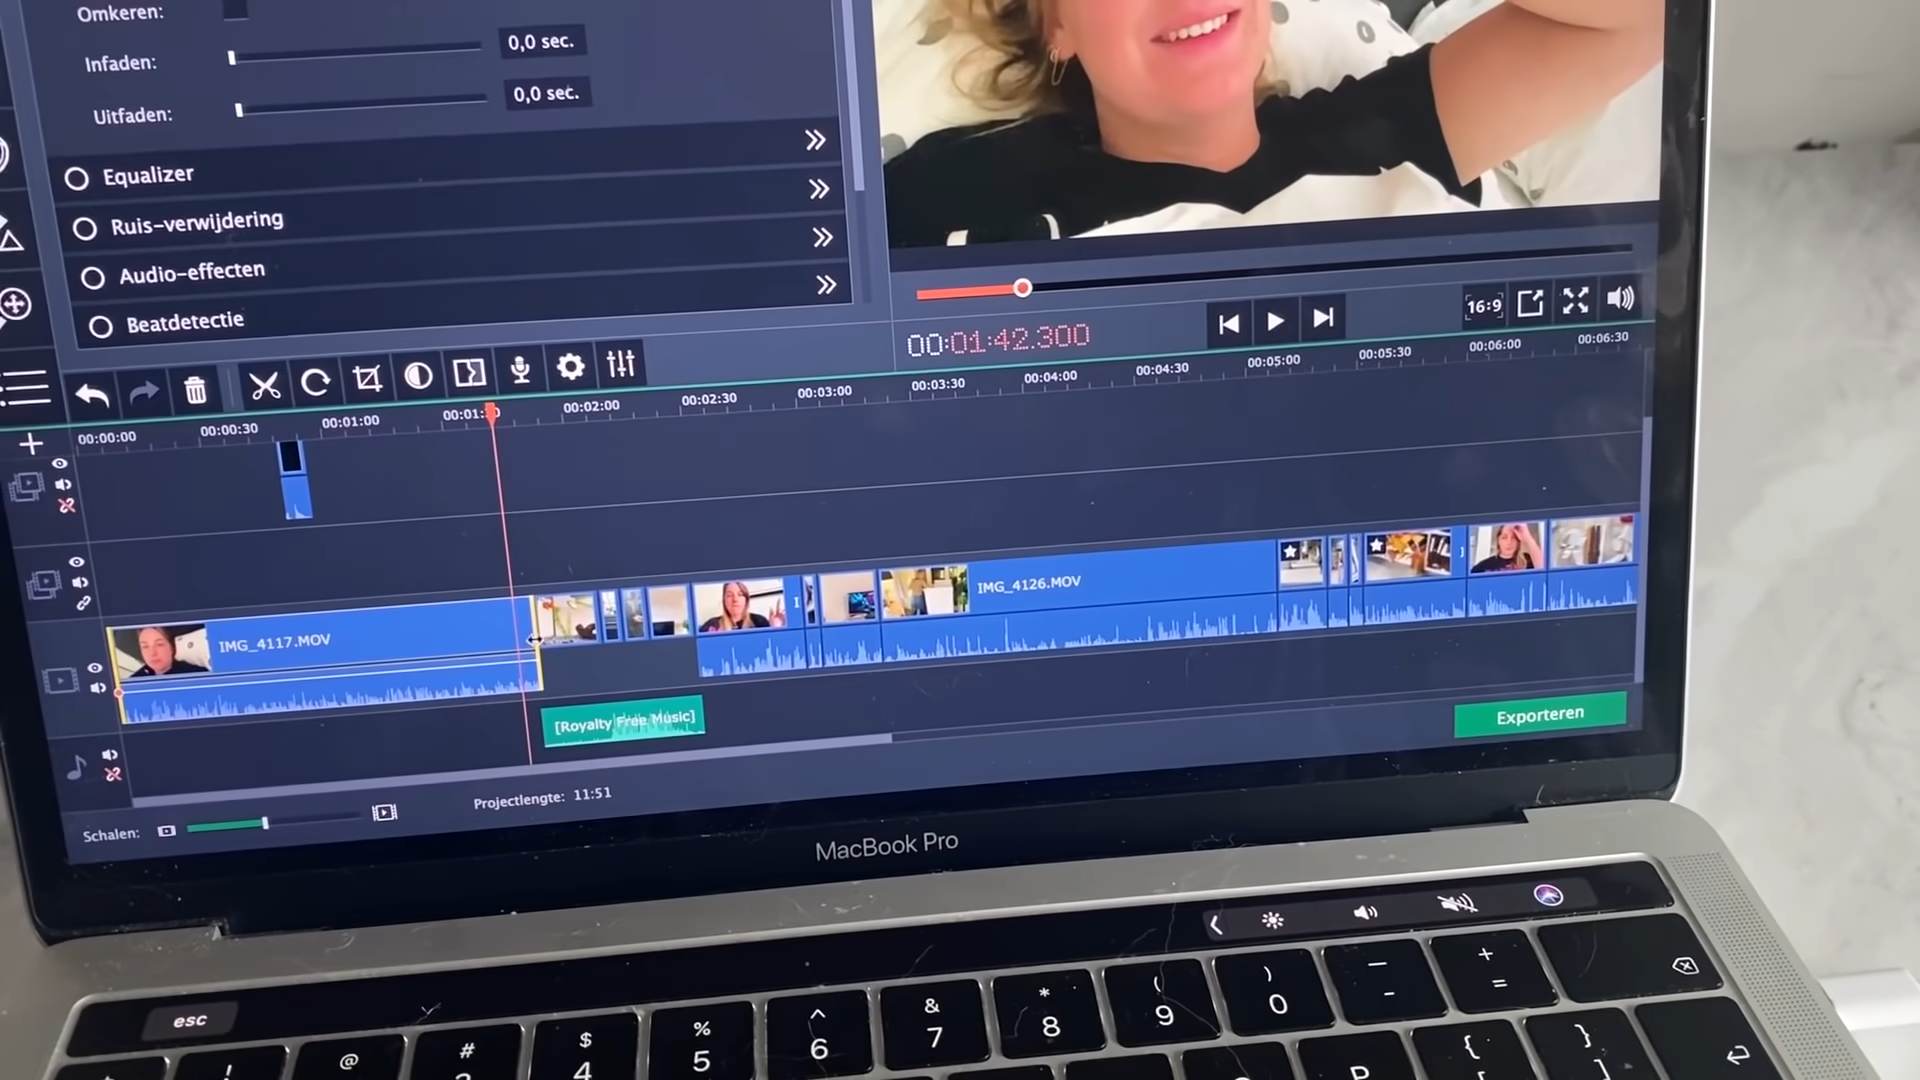 Omkeren:
Infaden: 0,0 sec.
Uitfaden: 0,0 sec.
Equalizer
Ruis-verwijdering
Audio-effecten
Beatdetectie
00:01:42.300
16:9
00:00:00 00:00:30 00:01:00 00:02:00 00:02:30 00:03:00 00:03:30 00:04:00 00:04:30 00:05:00 00:05:30 00:06:00 00:06:30
IMG_4126.MOV
IMG_4117.MOV
[Royalty Free Music]
Exporteren
Projectlengte: 11:51
Schalen:
MacBook Pro
esc
! @ # $ 4 % 5 ^ 6 & 7 * 8 ( 9 ) 0 _ - + =
P { } ]